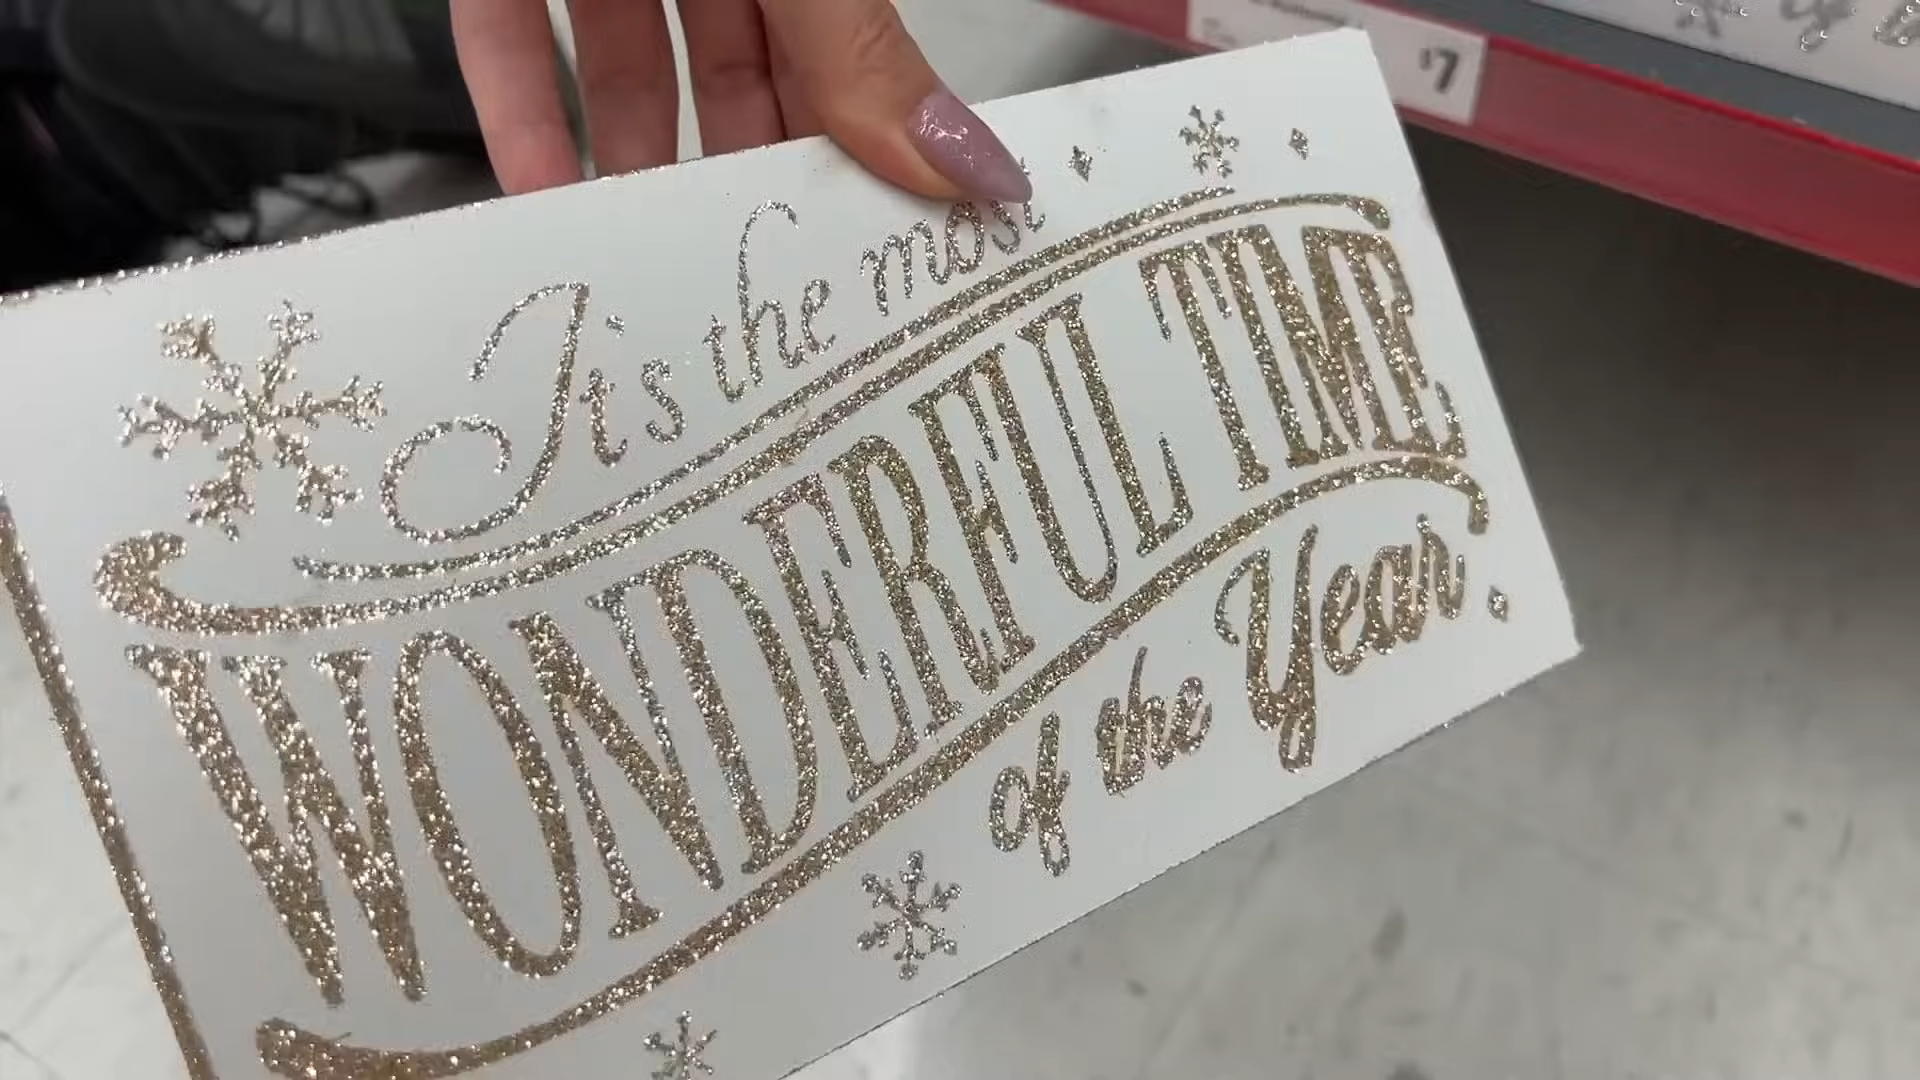 $7
It's the most
WONDERFUL TIME
of the Year